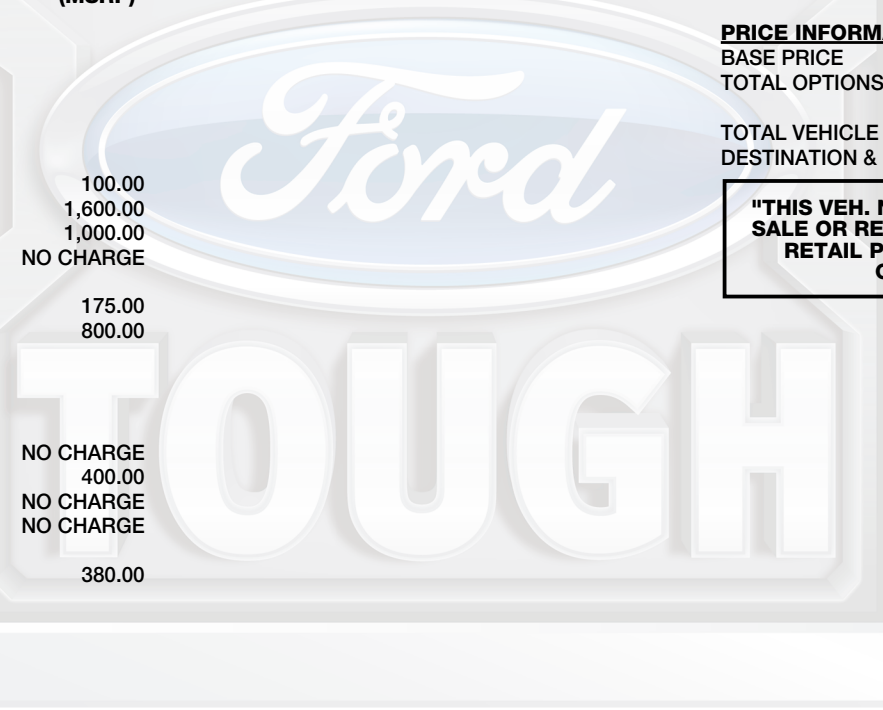 (MSRP)
100.00
1,600.00
1,000.00
NO CHARGE
175.00
800.00
NO CHARGE
400.00
NO CHARGE
NO CHARGE
380.00
PRICE INFORM
BASE PRICE
TOTAL OPTIONS
TOTAL VEHICLE
DESTINATION &
"THIS VEH.
SALE OR RE
RETAIL P
Ford
TOUGH